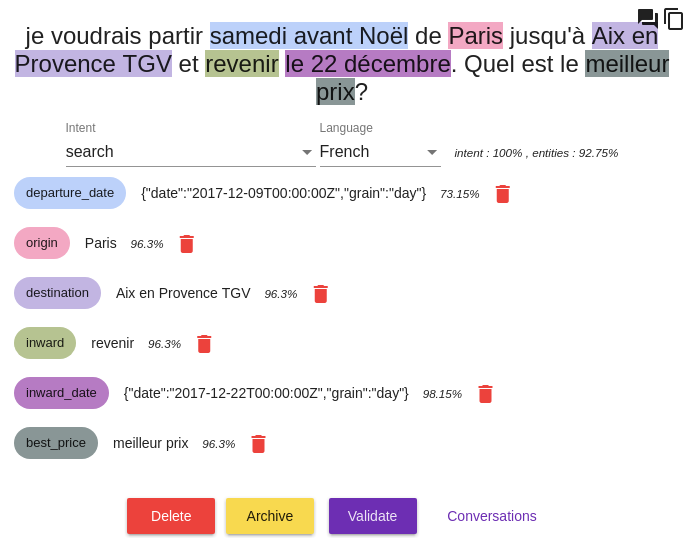 je voudrais partir samedi avant Noël de Paris jusqu'à Aix en
Provence TGV et revenir le 22 décembre. Quel est le meilleur
prix?
Intent Language
search French intent : 100% , entities : 92.75%
departure_date {"date":"2017-12-09T00:00:00Z","grain":"day"} 73.15%
origin Paris 96.3%
destination Aix en Provence TGV 96.3%
inward revenir 96.3%
inward_date {"date":"2017-12-22T00:00:00Z","grain":"day"} 98.15%
best_price meilleur prix 96.3%
Delete Archive Validate Conversations